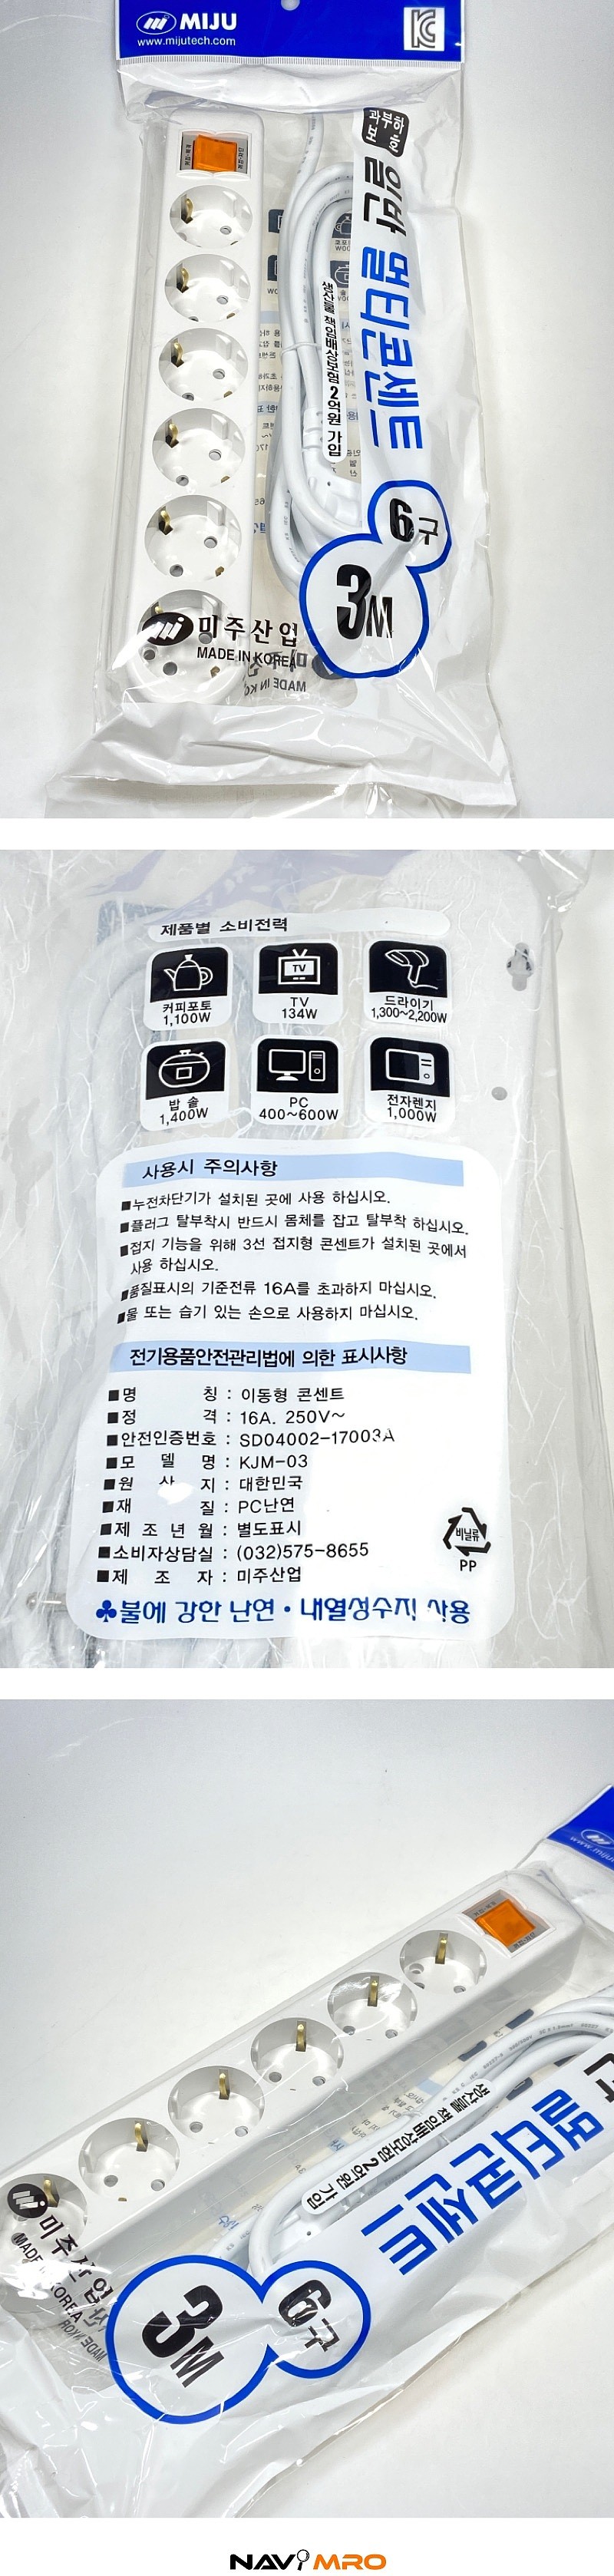 MIJU
www.mijutech.com
과부하
보호
일반 멀티콘센트
생산물 책임배상보험 2억원 가입
6구
3M
미주산업
MADE IN KOREA
제품별 소비전력
커피포토
1,100W
TV
TV
134W
드라이기
1,300~2,200W
밥 솥
1,400W
PC
400~600W
전자렌지
1,000W
사용시 주의사항
■누전차단기가 설치된 곳에 사용 하십시오.
■플러그 탈부착시 반드시 몸체를 잡고 탈부착 하십시오.
■접지 기능을 위해 3선 접지형 콘센트가 설치된 곳에서
사용 하십시오.
■품질표시의 기준전류 16A를 초과하지 마십시오.
■물 또는 습기 있는 손으로 사용하지 마십시오.
전기용품안전관리법에 의한 표시사항
■명 칭 : 이동형 콘센트
■정 격 : 16A. 250V~
■안전인증번호 : SD04002-17003A
■모 델 명 : KJM-03
■원 산 지 : 대한민국
■재 질 : PC난연
■제 조 년 월 : 별도표시
■소비자상담실 : (032)575-8655
■제 조 자 : 미주산업
비닐류
PP
♣불에 강한 난연·내열성수지 사용
멀티콘센트
생산물 책임배상보험 2억원 가입
3M
6구
미주산업
MADE IN KOREA
NAVIMRO